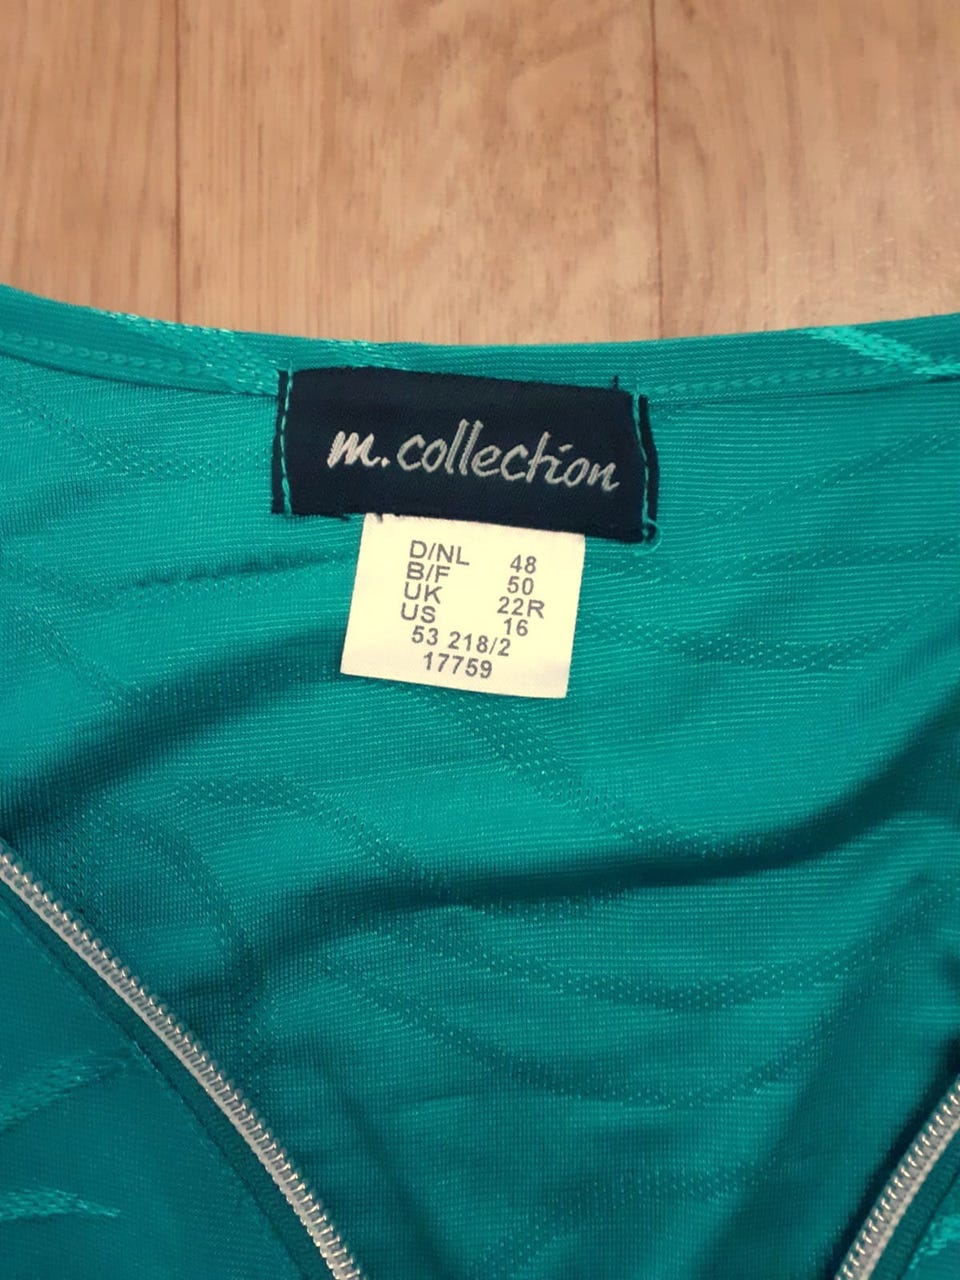 m.collection
D/NL 48
B/F 50
UK 22R
US 16
53 218/2
17759